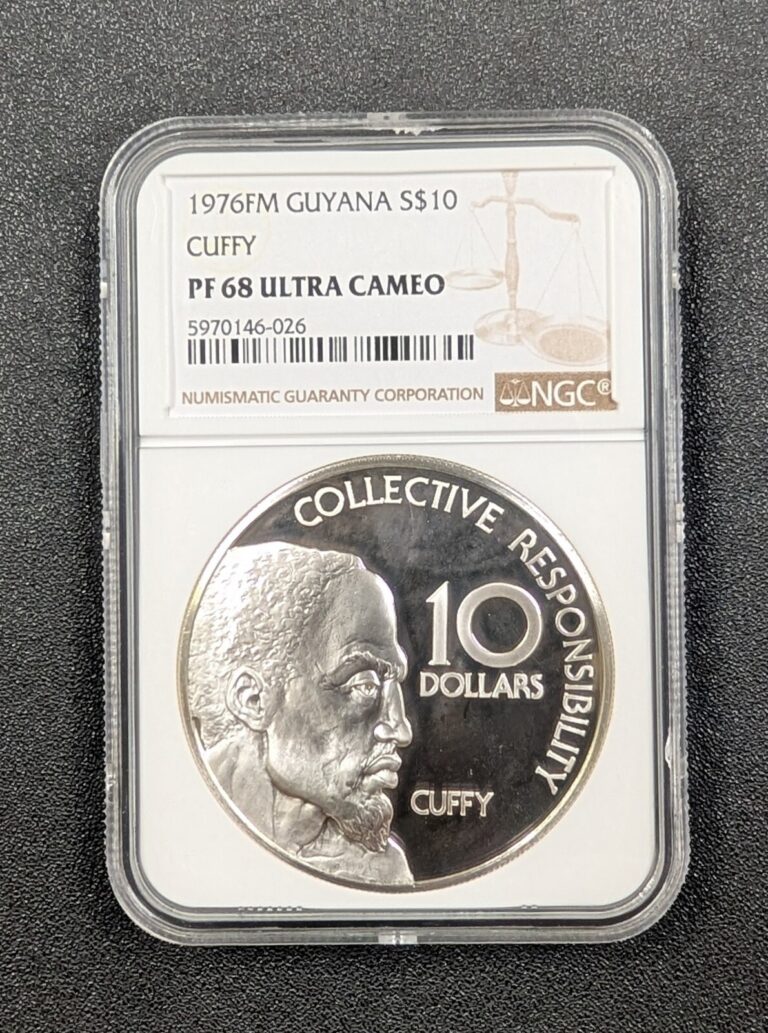 1976FM GUYANA S$10
CUFFY
PF 68 ULTRA CAMEO
5970146-026
NUMISMATIC GUARANTY CORPORATION
NGC®
COLLECTIVE RESPONSIBILITY
10
DOLLARS
CUFFY